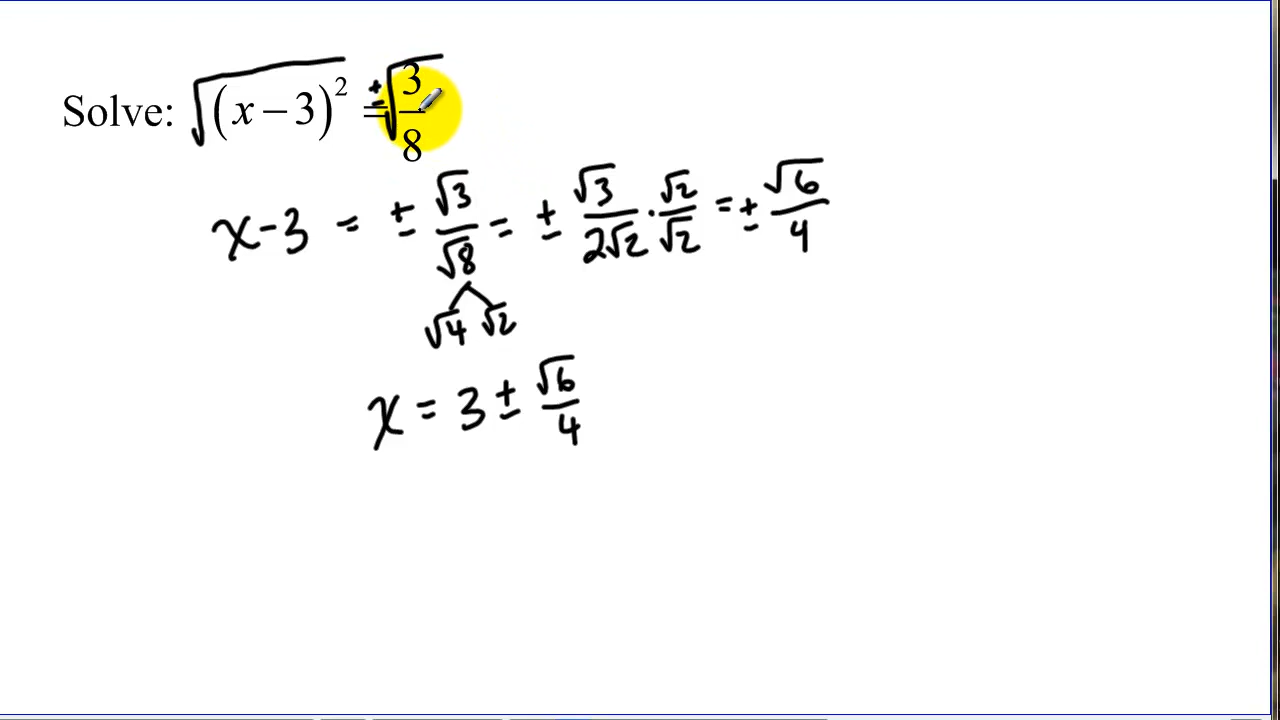 Solve: √(x − 3)² = ±√3/8
x − 3 = ± √3/√8 = ± √3/2√2 · √2/√2 = ± √6/4
√4 √2
x = 3 ± √6/4